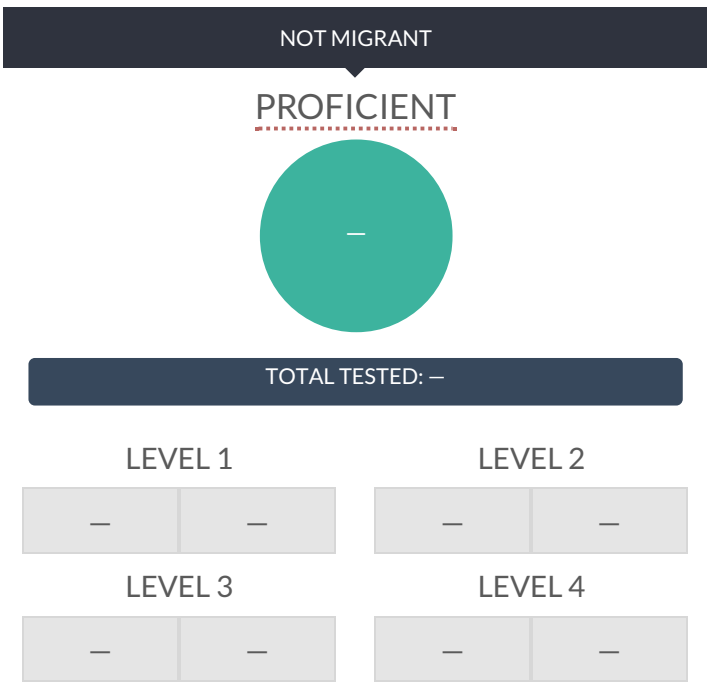 NOT MIGRANT
PROFICIENT
—
TOTAL TESTED: —
LEVEL 1 LEVEL 2
— — — —
LEVEL 3 LEVEL 4
— — — —